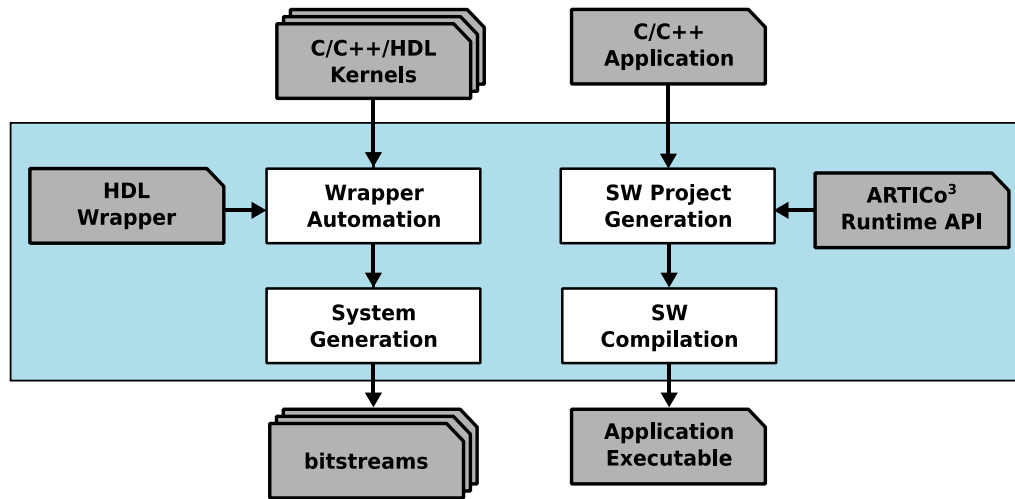 C/C++/HDL
Kernels
C/C++
Application
HDL
Wrapper
Wrapper
Automation
SW Project
Generation
ARTICo³
Runtime API
System
Generation
SW
Compilation
bitstreams
Application
Executable